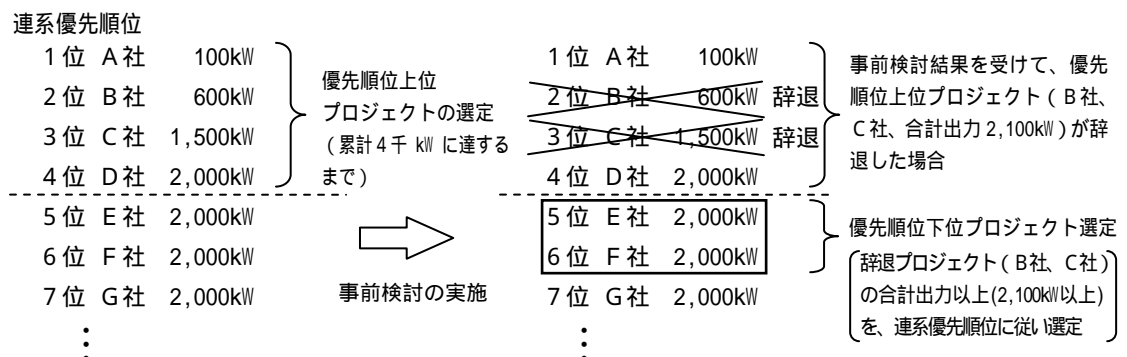 連系優先順位
1位 A社 100kW
2位 B社 600kW
3位 C社 1,500kW
4位 D社 2,000kW
5位 E社 2,000kW
6位 F社 2,000kW
7位 G社 2,000kW
・
・
優先順位上位
プロジェクトの選定
(累計4千 kW に達する
まで)
事前検討の実施
1位 A社 100kW
2位 B社 600kW 辞退
3位 C社 1,500kW 辞退
4位 D社 2,000kW
5位 E社 2,000kW
6位 F社 2,000kW
7位 G社 2,000kW
・
・
事前検討結果を受けて、優先
順位上位プロジェクト(B社、
C社、合計出力 2,100kW)が辞
退した場合
優先順位下位プロジェクト選定
辞退プロジェクト(B社、C社)
の合計出力以上(2,100kW以上)
を、連系優先順位に従い選定